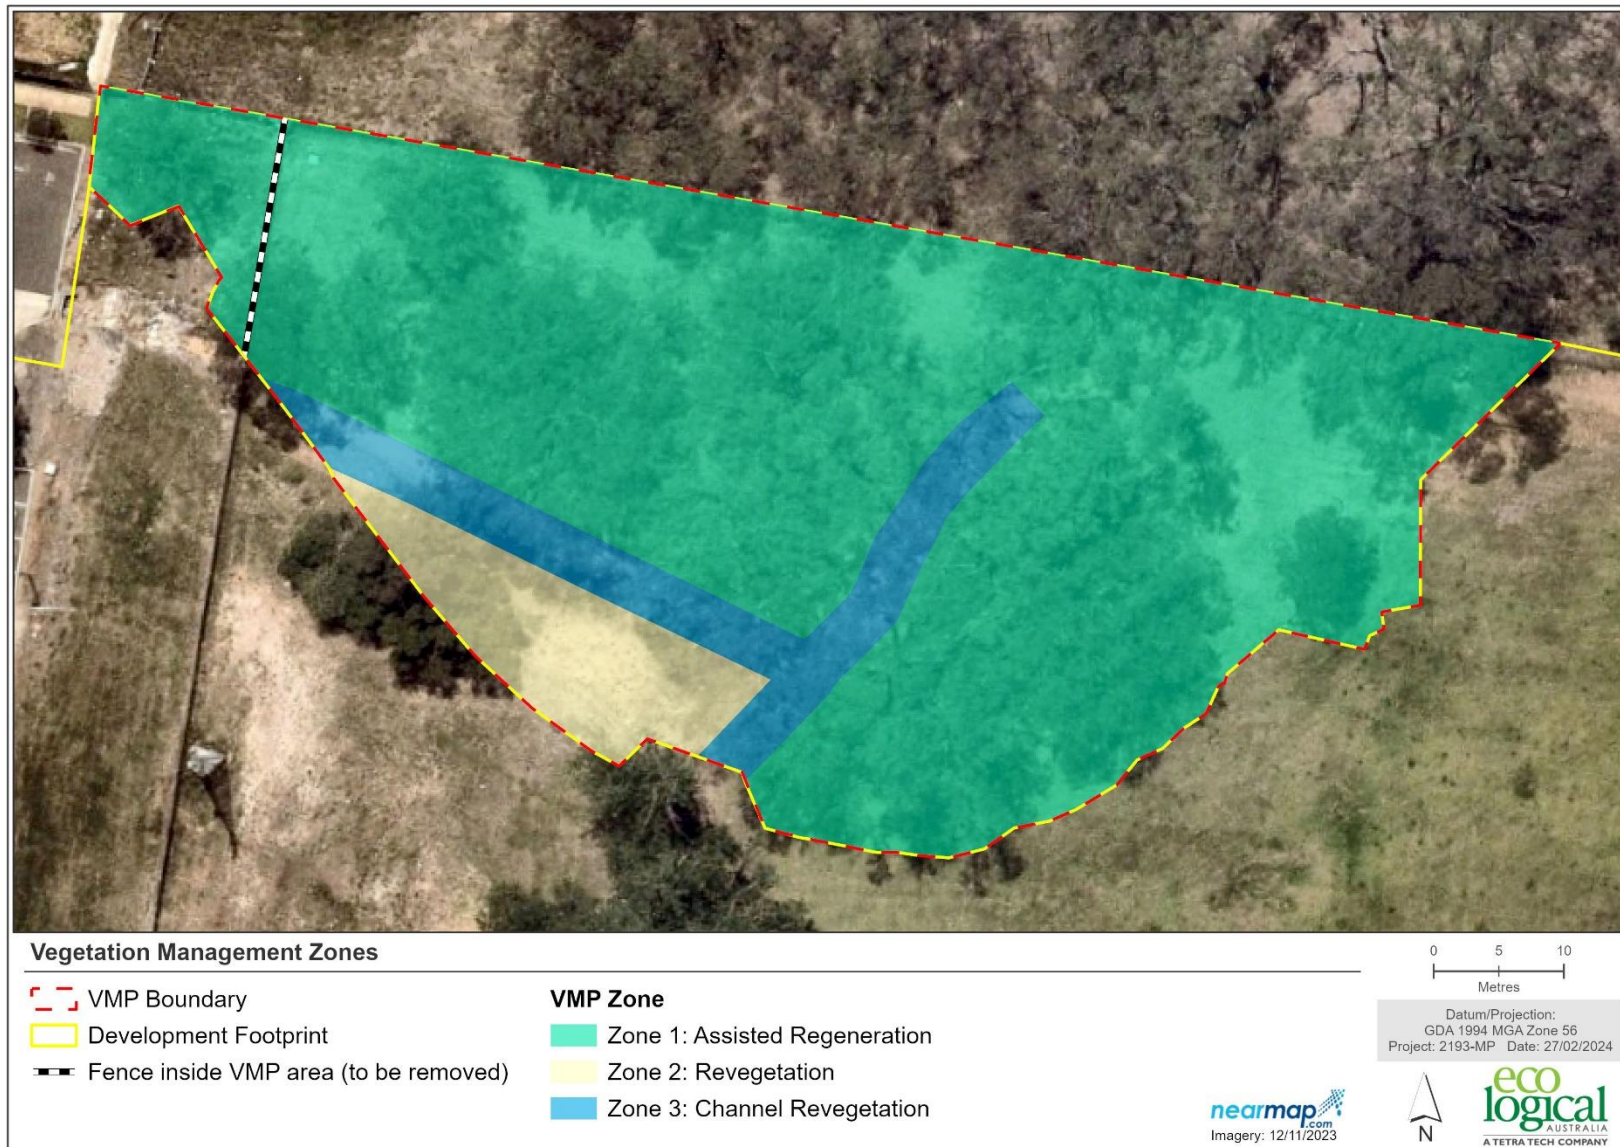 Vegetation Management Zones
VMP Boundary
Development Footprint
Fence inside VMP area (to be removed)
VMP Zone
Zone 1: Assisted Regeneration
Zone 2: Revegetation
Zone 3: Channel Revegetation
0 5 10
Metres
Datum/Projection:
GDA 1994 MGA Zone 56
Project: 2193-MP Date: 27/02/2024
nearmap
.com
Imagery: 12/11/2023
N
eco
logical
AUSTRALIA
A TETRA TECH COMPANY